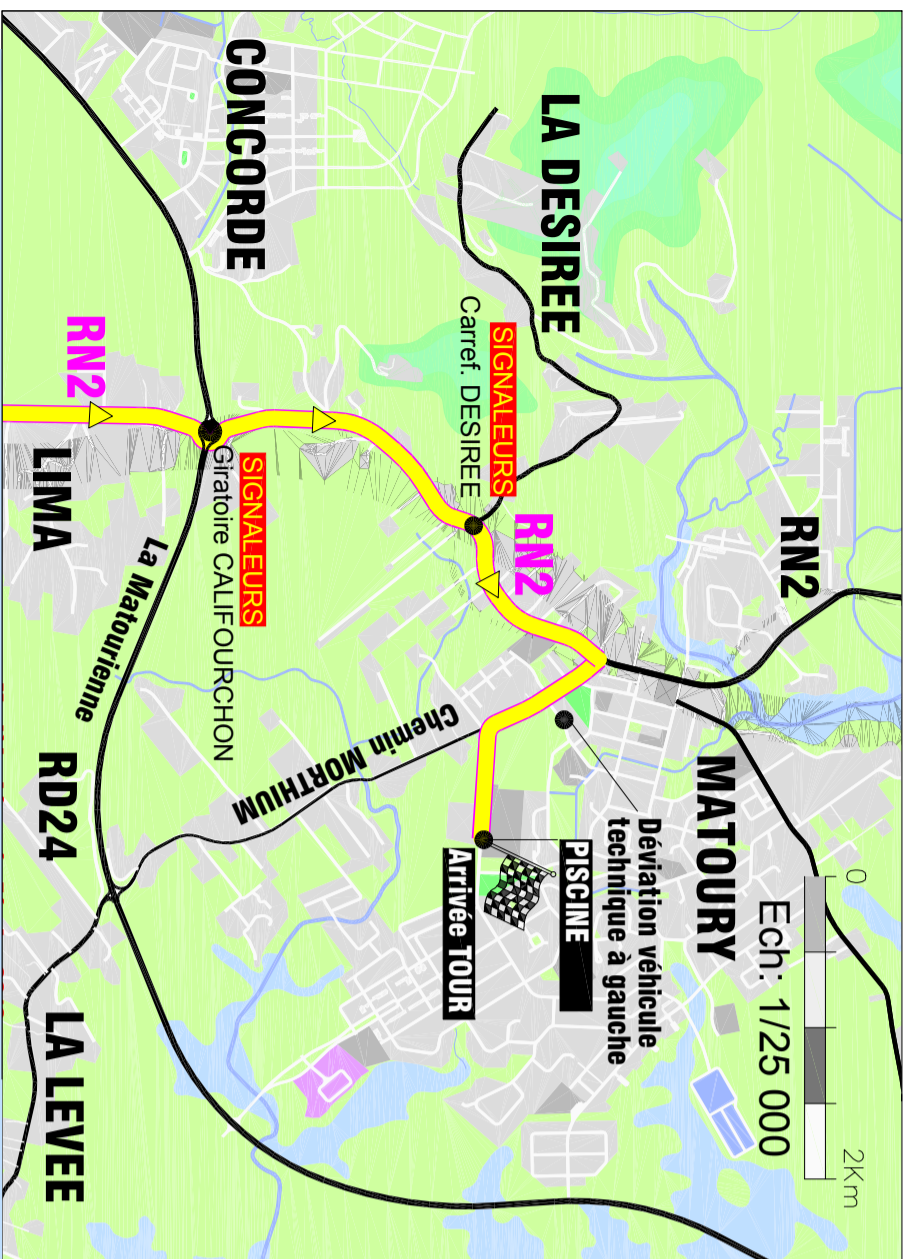 CONCORDE
LA DESIREE
SIGNALEURS
Carref. DESIREE
RN2
RN2
RN2
LIMA
SIGNALEURS
Giratoire CALIFOURCHON
La Matourienne
Chemin MORTHIUM
RD24
MATOURY
Déviation véhicule
technique à gauche
PISCINE
Arrivée TOUR
LA LEVEE
Ech: 1/25 000
0
2Km